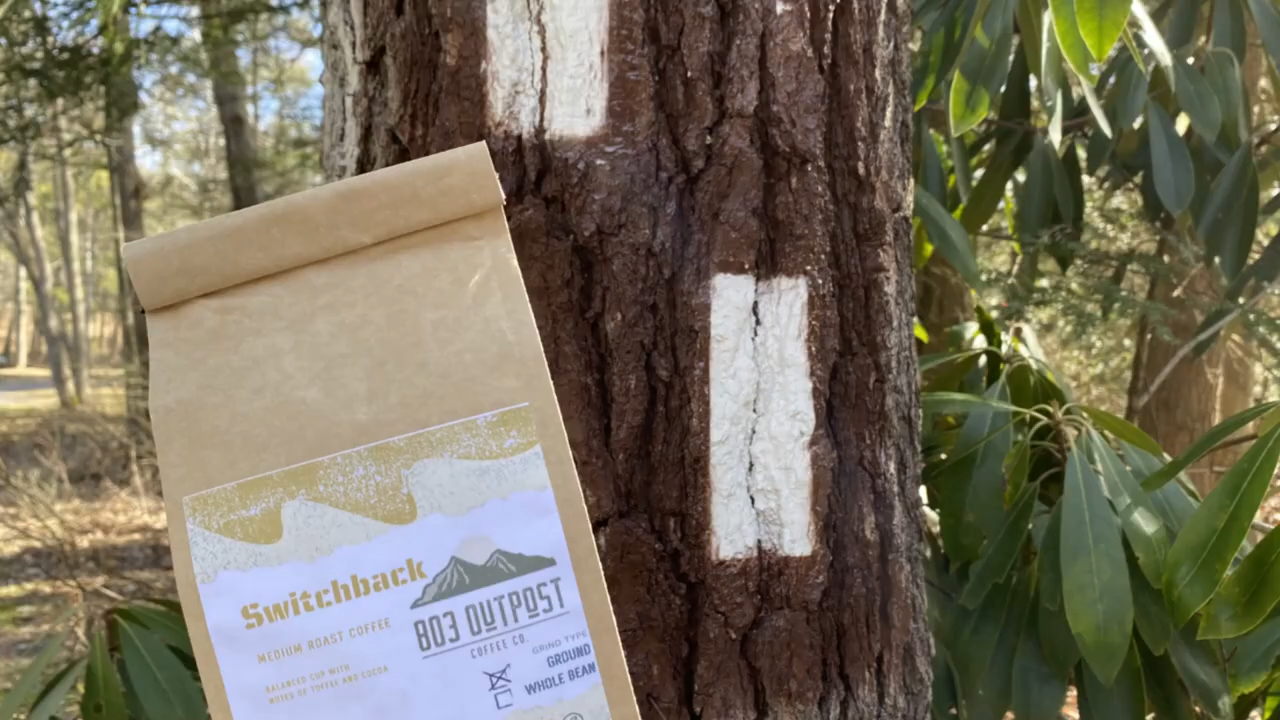 Switchback
MEDIUM ROAST COFFEE
BALANCED CUP WITH
NOTES OF TOFFEE AND COCOA
803 OUTPOST
COFFEE CO.
GRIND TYPE
GROUND
WHOLE BEAN